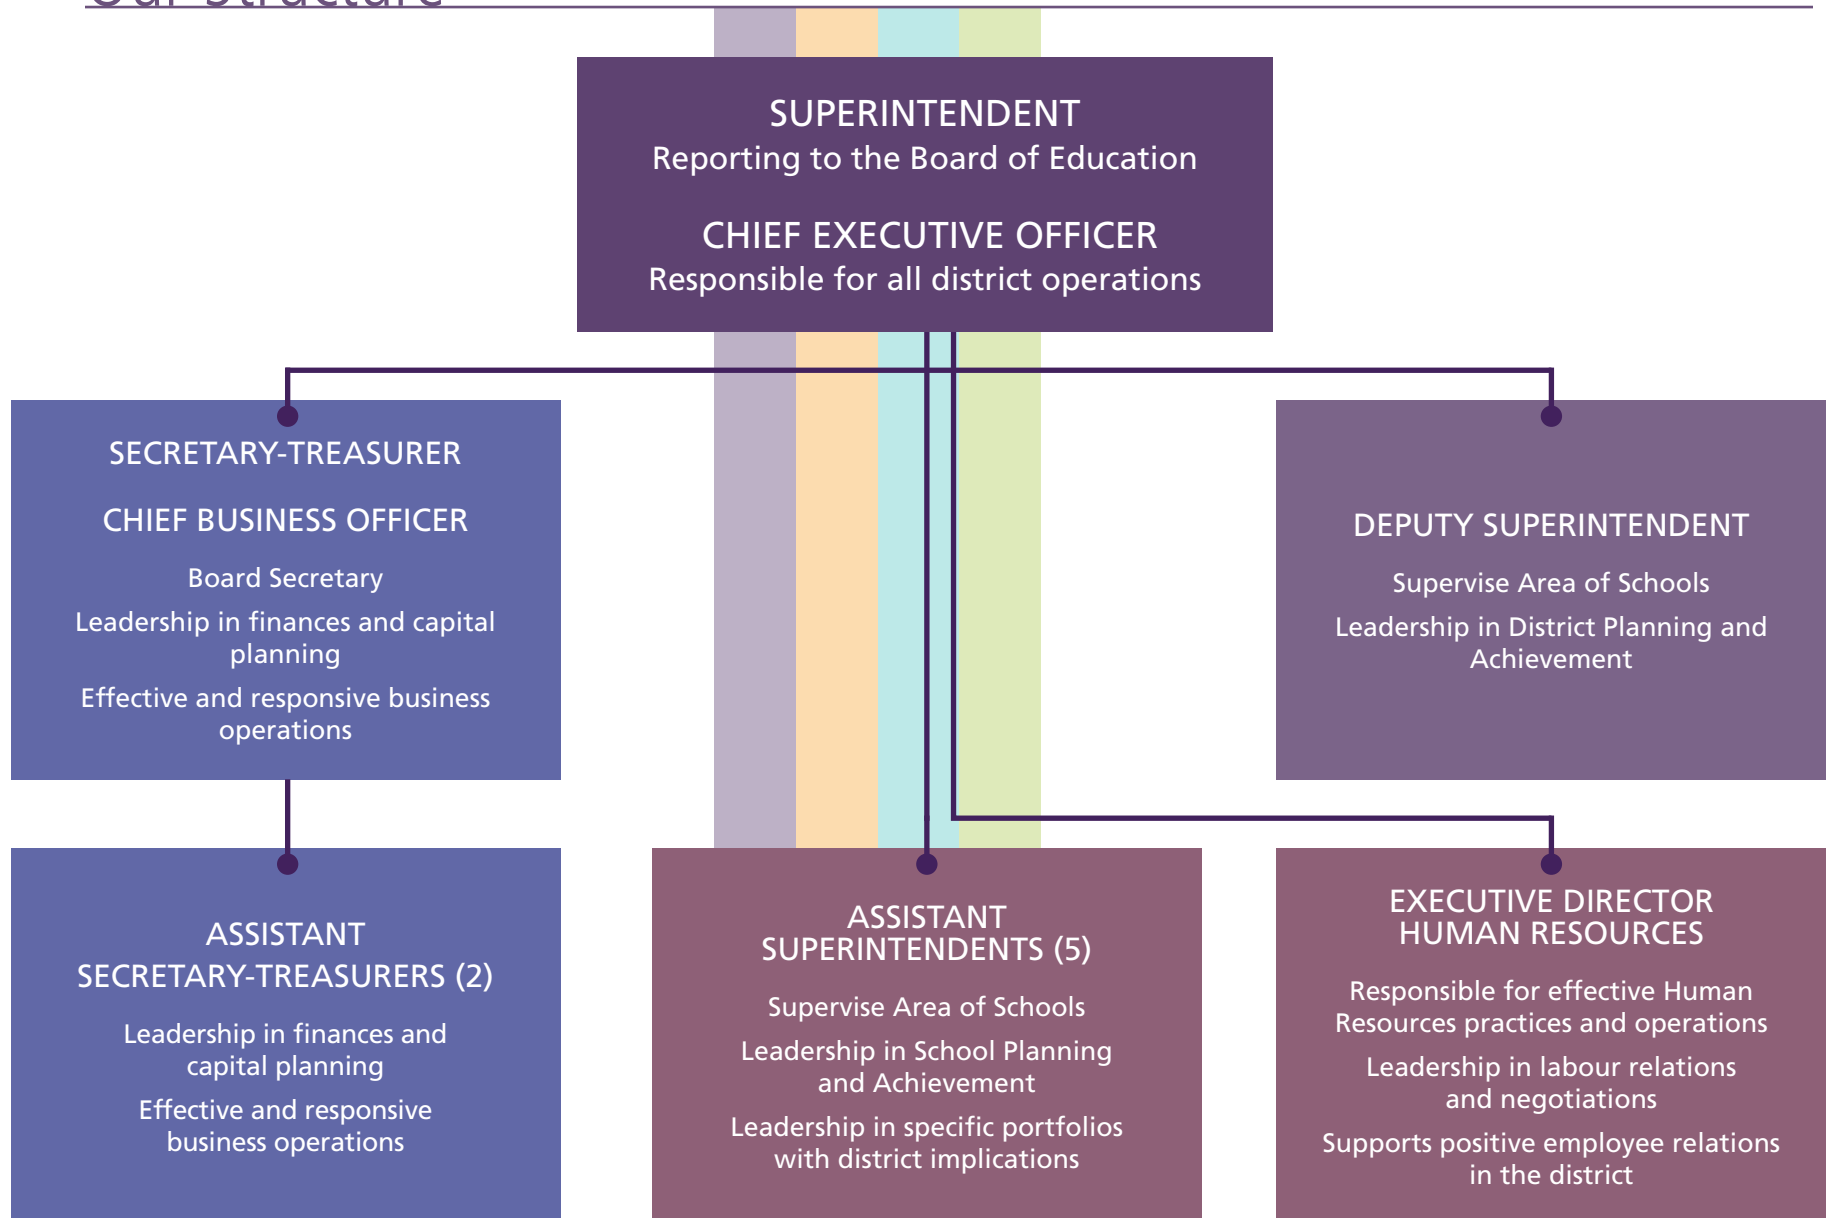 Our Structure
SUPERINTENDENT
Reporting to the Board of Education
CHIEF EXECUTIVE OFFICER
Responsible for all district operations
SECRETARY-TREASURER
CHIEF BUSINESS OFFICER
Board Secretary
Leadership in finances and capital
planning
Effective and responsive business
operations
DEPUTY SUPERINTENDENT
Supervise Area of Schools
Leadership in District Planning and
Achievement
ASSISTANT
SECRETARY-TREASURERS (2)
Leadership in finances and
capital planning
Effective and responsive
business operations
ASSISTANT
SUPERINTENDENTS (5)
Supervise Area of Schools
Leadership in School Planning
and Achievement
Leadership in specific portfolios
with district implications
EXECUTIVE DIRECTOR
HUMAN RESOURCES
Responsible for effective Human
Resources practices and operations
Leadership in labour relations
and negotiations
Supports positive employee relations
in the district